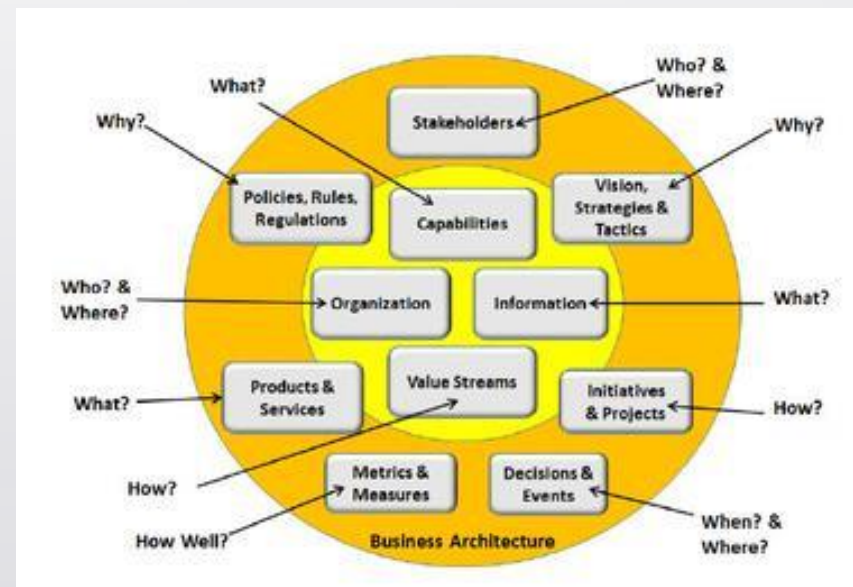 What?
Who? &
Where?
Why?
Stakeholders
Why?
Policies, Rules,
Regulations
Capabilities
Vision,
Strategies &
Tactics
Who? &
Where?
Organization
Information
What?
What?
Products &
Services
Value Streams
Initiatives
& Projects
How?
How?
Metrics &
Measures
Decisions &
Events
How Well?
Business Architecture
When? &
Where?